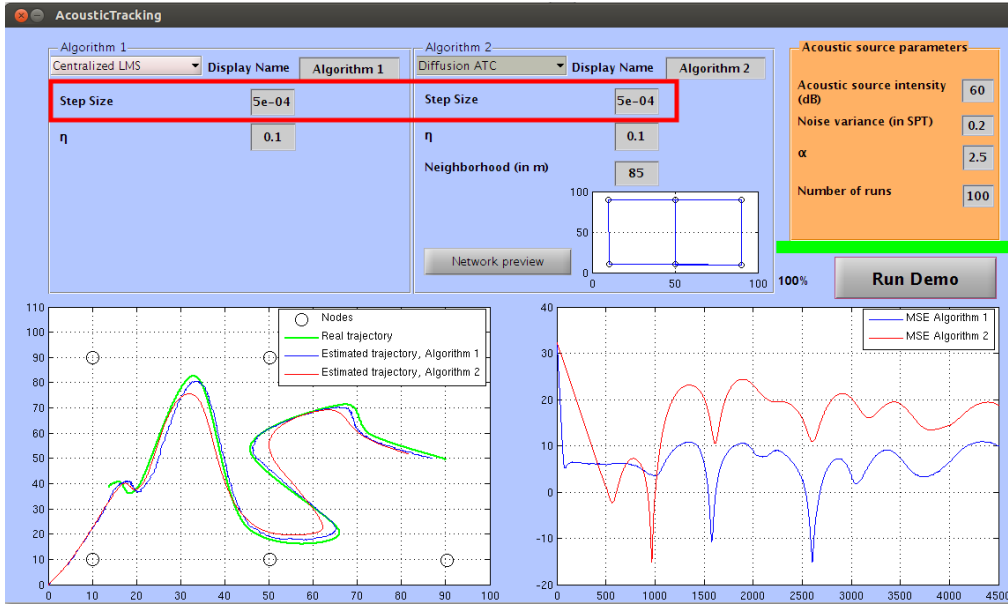 AcousticTracking
Algorithm 1
Centralized LMS
Display Name
Algorithm 1
Step Size
5e-04
η
0.1
Algorithm 2
Diffusion ATC
Display Name
Algorithm 2
Step Size
5e-04
η
0.1
Neighborhood (in m)
85
100
50
0
0 50 100
Network preview
Acoustic source parameters
Acoustic source intensity
(dB)
60
Noise variance (in SPT)
0.2
α
2.5
Number of runs
100
100%
Run Demo
110
100
90
80
70
60
50
40
30
20
10
0
0 10 20 30 40 50 60 70 80 90 100
Nodes
Real trajectory
Estimated trajectory, Algorithm 1
Estimated trajectory, Algorithm 2
40
30
20
10
0
-10
-20
0 500 1000 1500 2000 2500 3000 3500 4000 4500
MSE Algorithm 1
MSE Algorithm 2